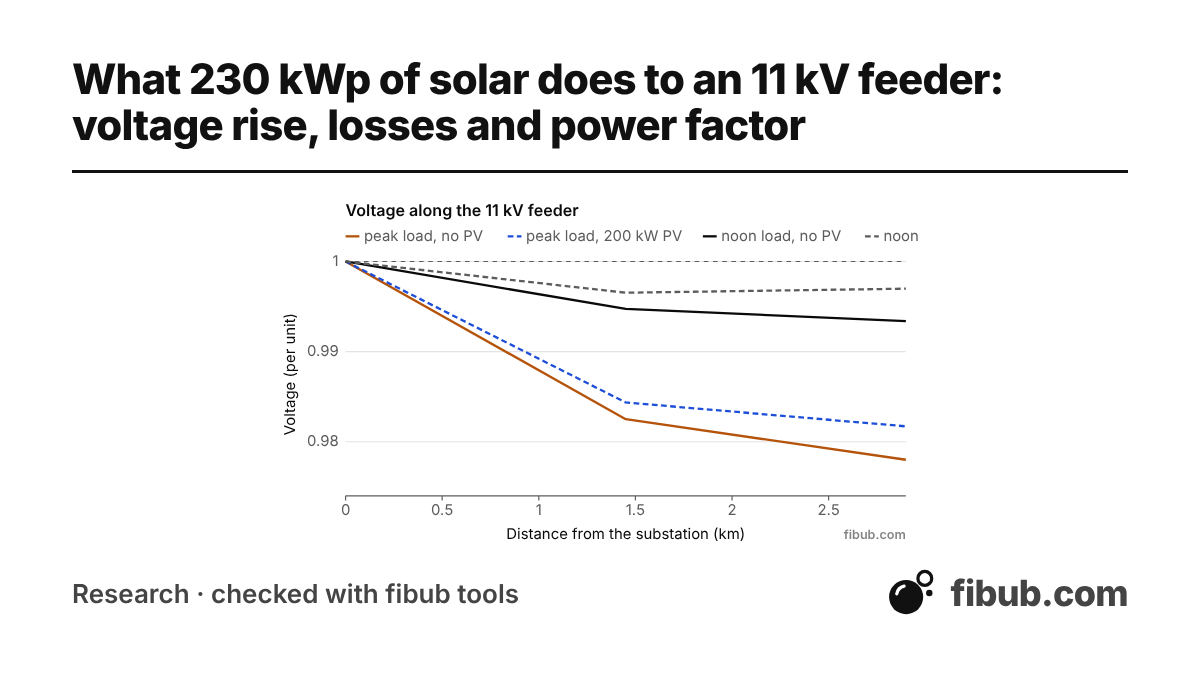 What 230 kWp of solar does to an 11 kV feeder:
voltage rise, losses and power factor
Voltage along the 11 kV feeder
peak load, no PV peak load, 200 kW PV noon load, no PV noon
1
0.99
0.98
Voltage (per unit)
0 0.5 1 1.5 2 2.5
Distance from the substation (km)
fibub.com
Research · checked with fibub tools
fibub.com